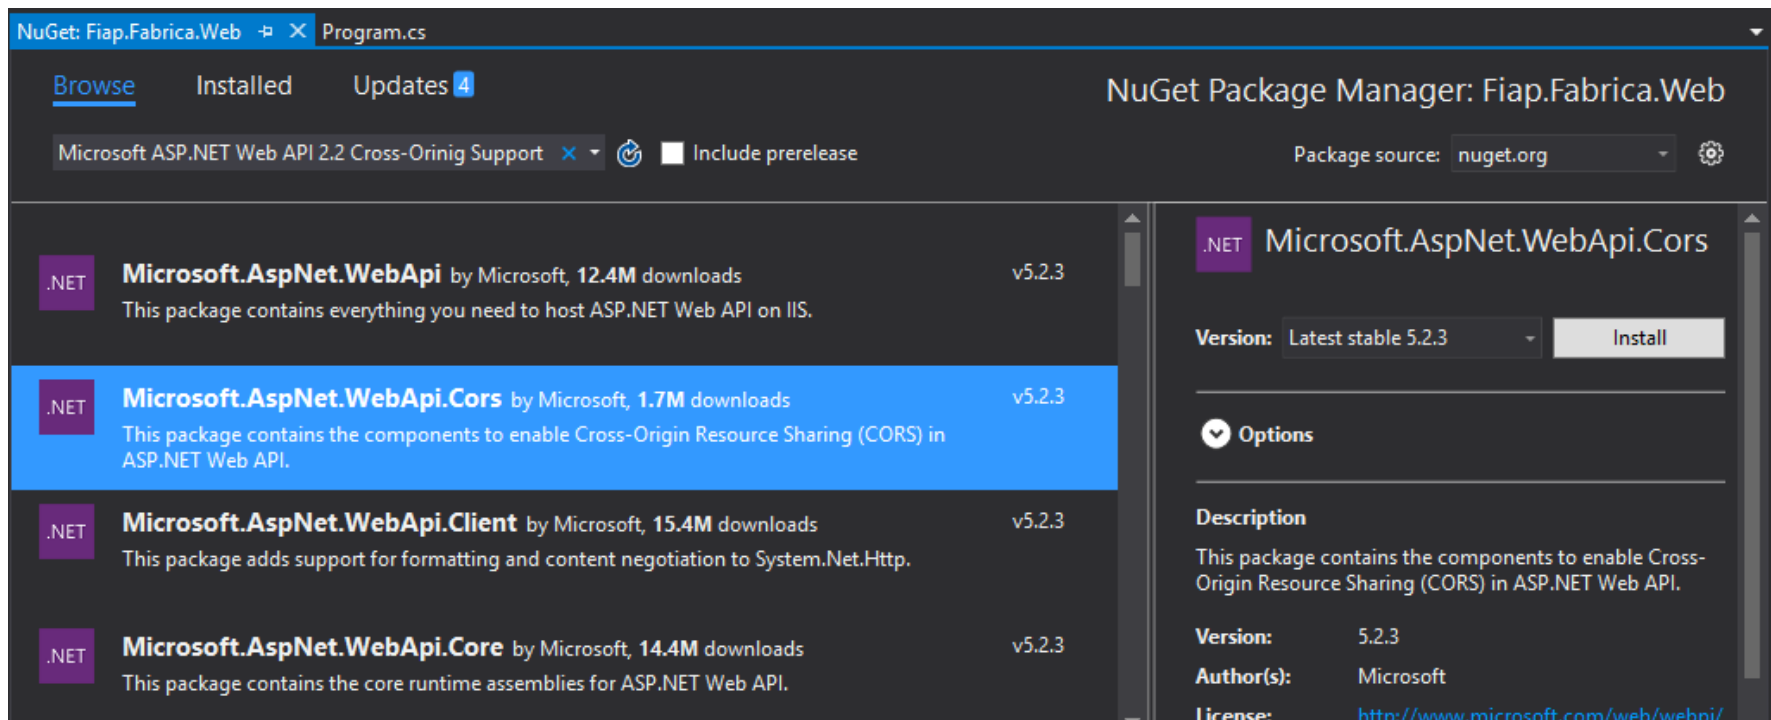 NuGet: Fiap.Fabrica.Web Program.cs
Browse Installed Updates 4
NuGet Package Manager: Fiap.Fabrica.Web
Microsoft ASP.NET Web API 2.2 Cross-Orinig Support Include prerelease
Package source: nuget.org
.NET Microsoft.AspNet.WebApi by Microsoft, 12.4M downloads v5.2.3
This package contains everything you need to host ASP.NET Web API on IIS.
.NET Microsoft.AspNet.WebApi.Cors by Microsoft, 1.7M downloads v5.2.3
This package contains the components to enable Cross-Origin Resource Sharing (CORS) in
ASP.NET Web API.
.NET Microsoft.AspNet.WebApi.Client by Microsoft, 15.4M downloads v5.2.3
This package adds support for formatting and content negotiation to System.Net.Http.
.NET Microsoft.AspNet.WebApi.Core by Microsoft, 14.4M downloads v5.2.3
This package contains the core runtime assemblies for ASP.NET Web API.
.NET Microsoft.AspNet.WebApi.Cors
Version: Latest stable 5.2.3 Install
Options
Description
This package contains the components to enable Cross-
Origin Resource Sharing (CORS) in ASP.NET Web API.
Version: 5.2.3
Author(s): Microsoft
License: http://www.microsoft.com/web/webpi/